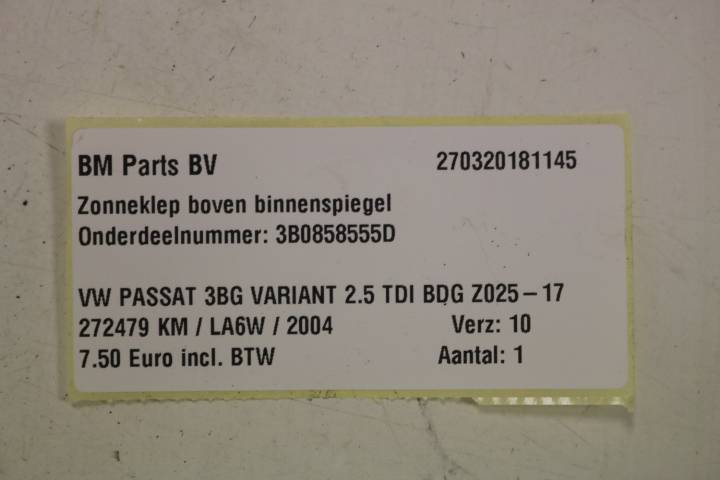 BM Parts BV 270320181145
Zonneklep boven binnenspiegel
Onderdeelnummer: 3B0858555D
VW PASSAT 3BG VARIANT 2.5 TDI BDG Z025-17
272479 KM / LA6W / 2004 Verz: 10
7.50 Euro incl. BTW Aantal: 1